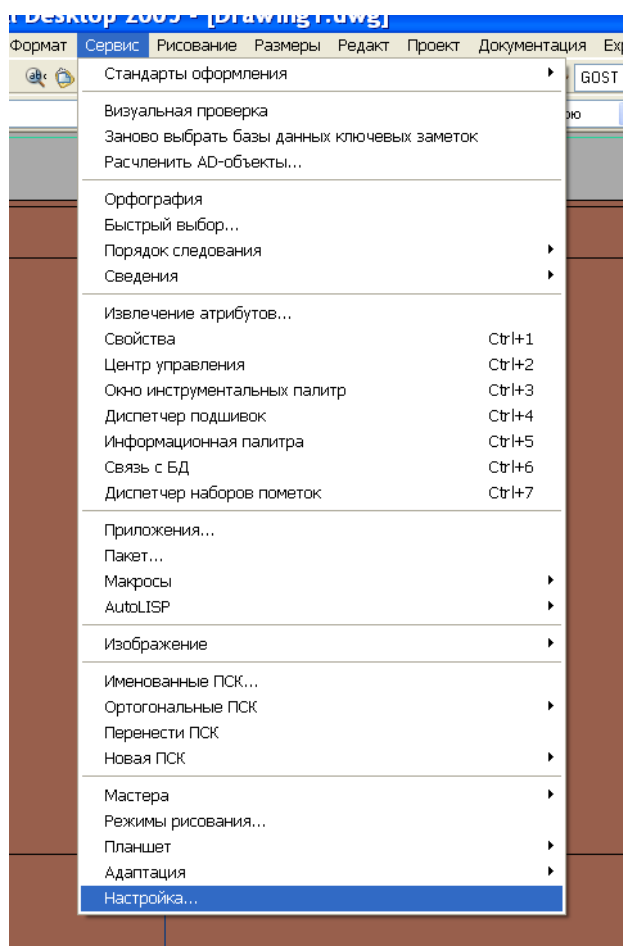 Desktop 2005 - [Drawing1.dwg]
Формат Сервис Рисование Размеры Редакт Проект Документация
GOST
Стандарты оформления
Визуальная проверка
Заново выбрать базы данных ключевых заметок
Расчленить AD-объекты...
Орфография
Быстрый выбор...
Порядок следования
Сведения
Извлечение атрибутов...
Свойства Ctrl+1
Центр управления Ctrl+2
Окно инструментальных палитр Ctrl+3
Диспетчер подшивок Ctrl+4
Информационная палитра Ctrl+5
Связь с БД Ctrl+6
Диспетчер наборов пометок Ctrl+7
Приложения...
Пакет...
Макросы
AutoLISP
Изображение
Именованные ПСК...
Ортогональные ПСК
Перенести ПСК
Новая ПСК
Мастера
Режимы рисования...
Планшет
Адаптация
Настройка...